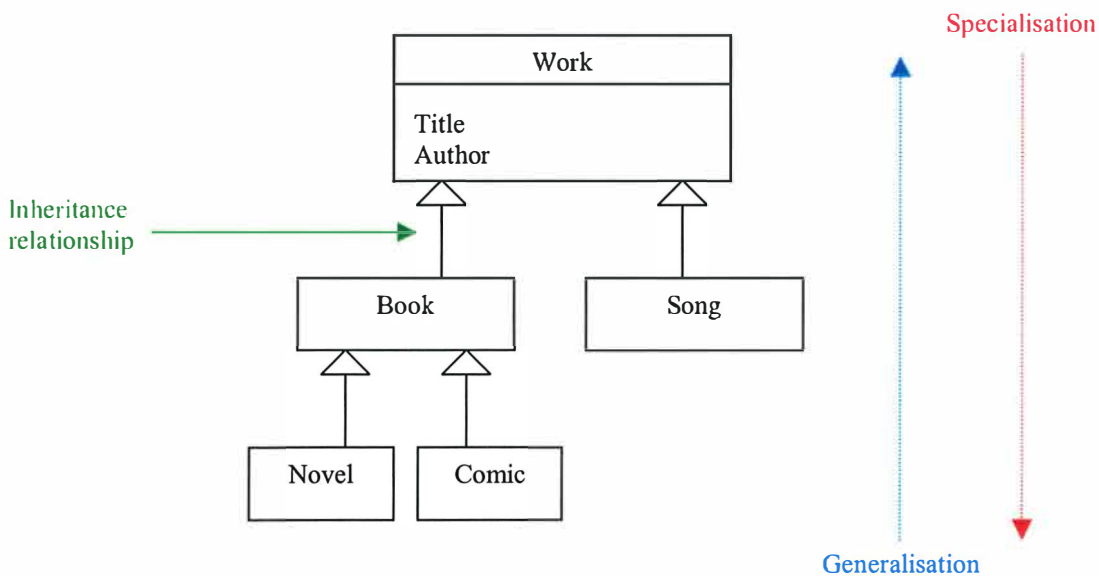 Specialisation
Work
Title
Author
Inheritance
relationship
Book
Song
Novel
Comic
Generalisation